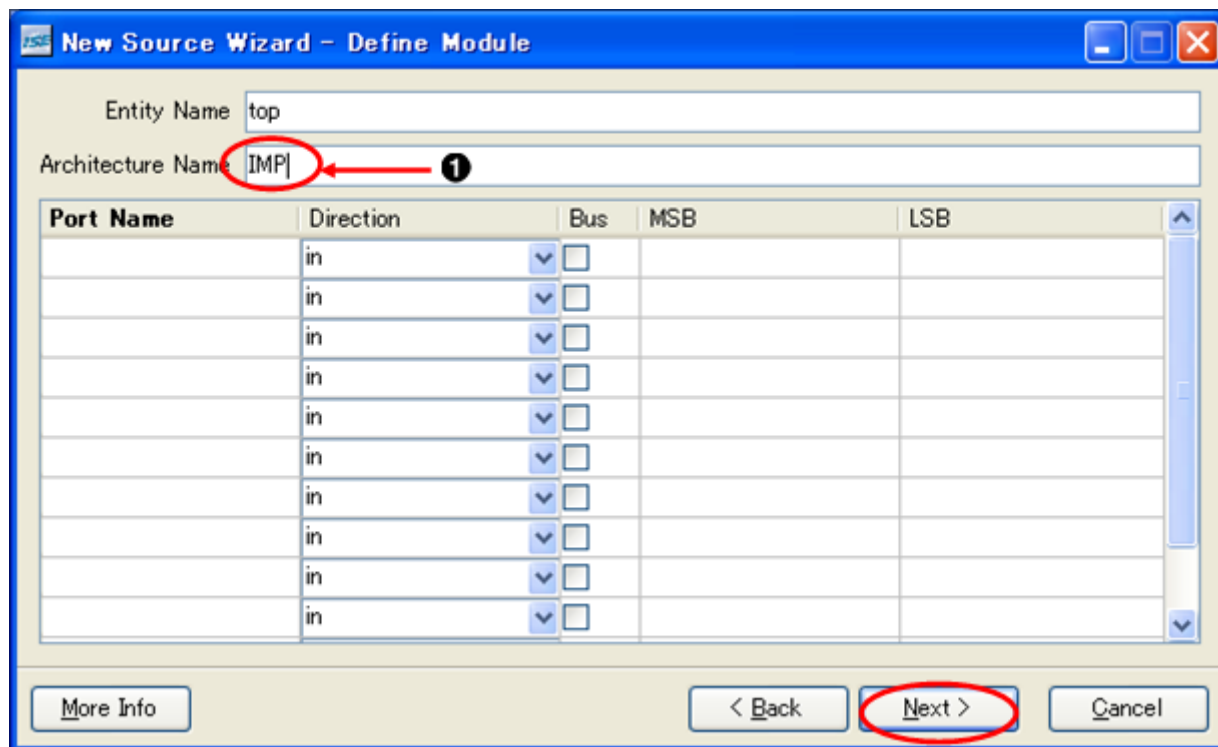 ISE New Source Wizard - Define Module
Entity Name top
Architecture Name IMP ❶
Port Name Direction Bus MSB LSB
in
in
in
in
in
in
in
in
in
in
More Info < Back Next > Cancel